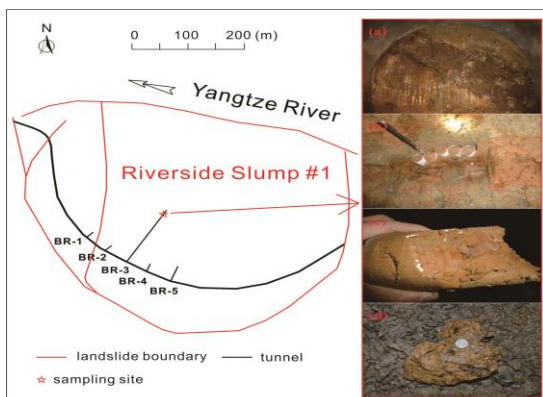 N
0 100 200 (m)
Yangtze River
Riverside Slump #1
BR-1
BR-2
BR-3
BR-4
BR-5
landslide boundary
tunnel
sampling site
(a)
(c)
(d)